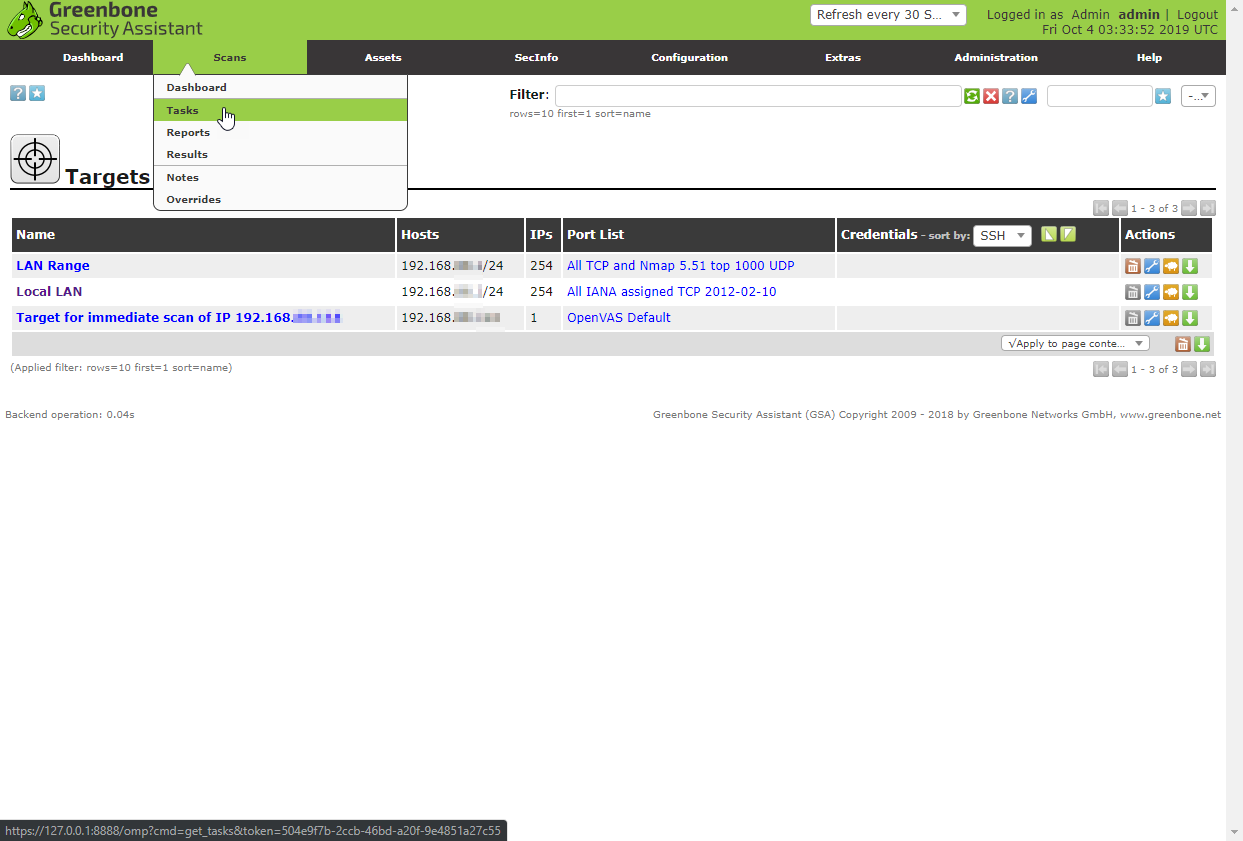 Greenbone
Security Assistant
Refresh every 30 S...
Logged in as Admin admin | Logout
Fri Oct 4 03:33:52 2019 UTC
Dashboard Scans Assets SecInfo Configuration Extras Administration Help
Dashboard
Tasks
Reports
Results
Notes
Overrides
Filter:
rows=10 first=1 sort=name
-...
Targets
1 - 3 of 3
Name Hosts IPs Port List Credentials - sort by: SSH Actions
LAN Range 192.168. /24 254 All TCP and Nmap 5.51 top 1000 UDP
Local LAN 192.168. /24 254 All IANA assigned TCP 2012-02-10
Target for immediate scan of IP 192.168. 192.168. 1 OpenVAS Default
√Apply to page conte...
(Applied filter: rows=10 first=1 sort=name)
1 - 3 of 3
Backend operation: 0.04s
Greenbone Security Assistant (GSA) Copyright 2009 - 2018 by Greenbone Networks GmbH, www.greenbone.net
https://127.0.0.1:8888/omp?cmd=get_tasks&token=504e9f7b-2ccb-46bd-a20f-9e4851a27c55